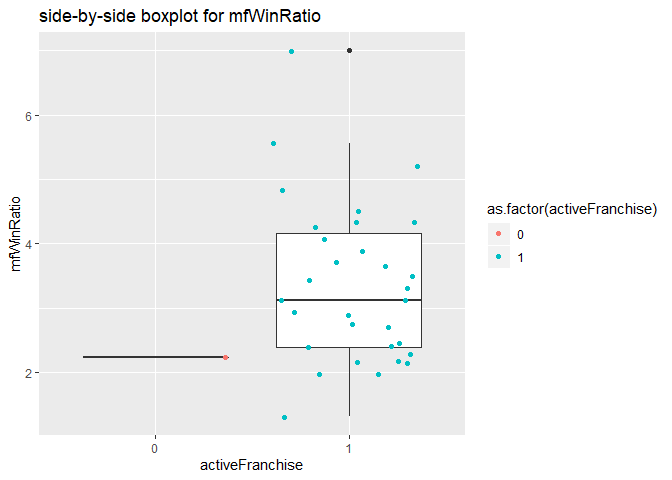 side-by-side boxplot for mfWinRatio
6
4
2
mfWinRatio
0
1
activeFranchise
as.factor(activeFranchise)
0
1